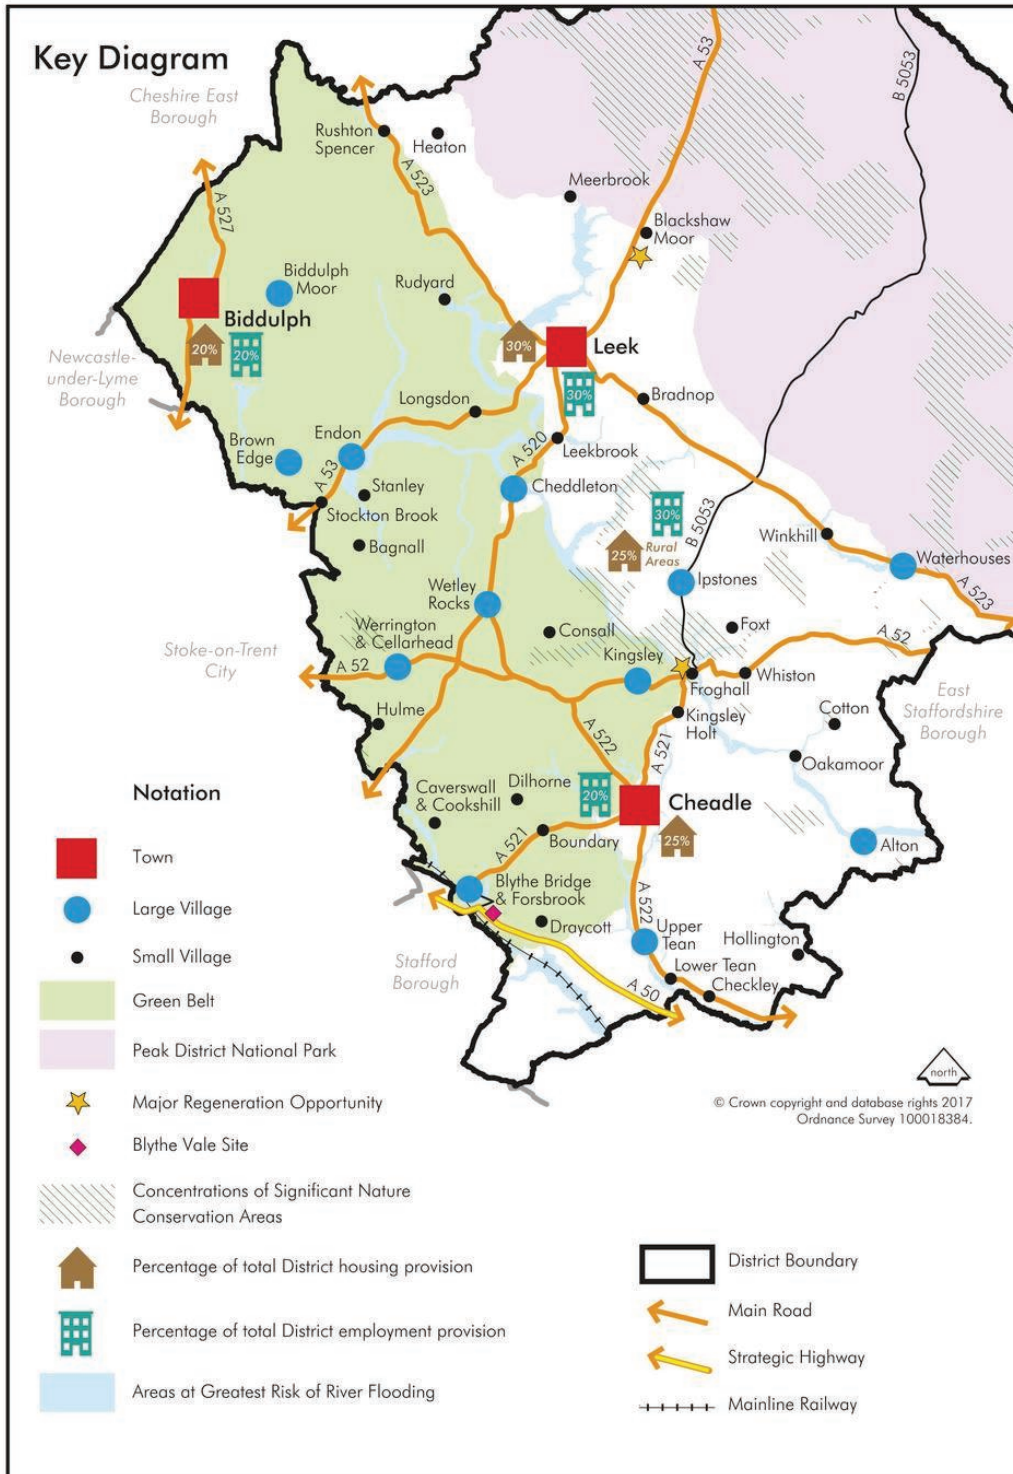 Key Diagram
Cheshire East
Borough
A 53
B 5053
Rushton
Spencer
Heaton
A 523
Meerbrook
A 527
Blackshaw
Moor
Biddulph
Moor
Rudyard
Biddulph
20%
20%
30%
Leek
Newcastle-
under-Lyme
Borough
30%
Longsdon
Bradnop
Brown
Edge
Endon
A 520
Leekbrook
A 53
Stanley
Cheddleton
Stockton Brook
30%
B 5053
Bagnall
25%
Rural
Areas
Winkhill
Waterhouses
Wetley
Rocks
Ipstones
A 523
Werrington
& Cellarhead
Consall
Foxt
A 52
Stoke-on-Trent
City
A 52
Kingsley
Froghall
Whiston
East
Staffordshire
Borough
Hulme
Kingsley
Holt
Cotton
A 522
A 521
Oakamoor
Notation
Caverswall
& Cookshill
Dilhorne
20%
Cheadle
A 521
Boundary
25%
Alton
Town
Blythe Bridge
& Forsbrook
A 522
Large Village
Draycott
Upper
Tean
Hollington
Small Village
Stafford
Borough
Lower Tean
A 50
Checkley
Green Belt
Peak District National Park
north
Major Regeneration Opportunity
© Crown copyright and database rights 2017
Ordnance Survey 100018384.
Blythe Vale Site
Concentrations of Significant Nature
Conservation Areas
Percentage of total District housing provision
District Boundary
Main Road
Percentage of total District employment provision
Strategic Highway
Areas at Greatest Risk of River Flooding
Mainline Railway